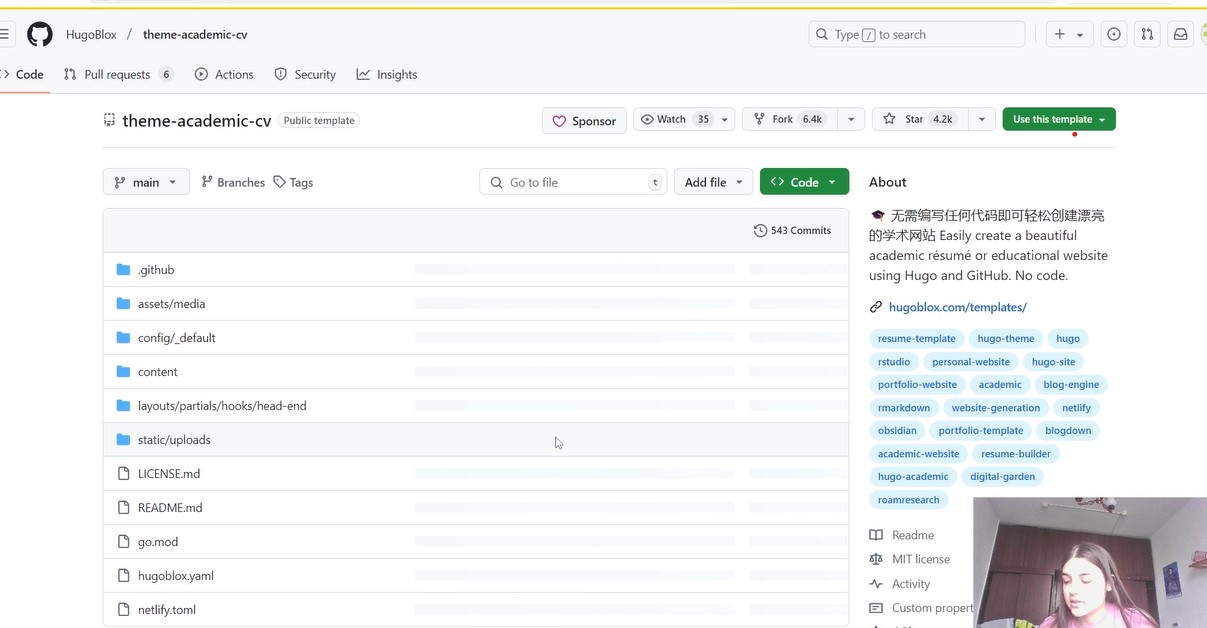 HugoBlox / theme-academic-cv
Type / to search
Code
Pull requests 6
Actions
Security
Insights
theme-academic-cv Public template
Sponsor
Watch 35
Fork 6.4k
Star 4.2k
Use this template
main
Branches
Tags
Go to file t
Add file
Code
About
543 Commits
🎓 无需编写任何代码即可轻松创建漂亮
的学术网站 Easily create a beautiful
academic résumé or educational website
using Hugo and GitHub. No code.
hugoblox.com/templates/
resume-template hugo-theme hugo
rstudio personal-website hugo-site
portfolio-website academic blog-engine
rmarkdown website-generation netlify
obsidian portfolio-template blogdown
academic-website resume-builder
hugo-academic digital-garden
roamresearch
Readme
MIT license
Activity
.github
assets/media
config/_default
content
layouts/partials/hooks/head-end
static/uploads
LICENSE.md
README.md
go.mod
hugoblox.yaml
netlify.toml